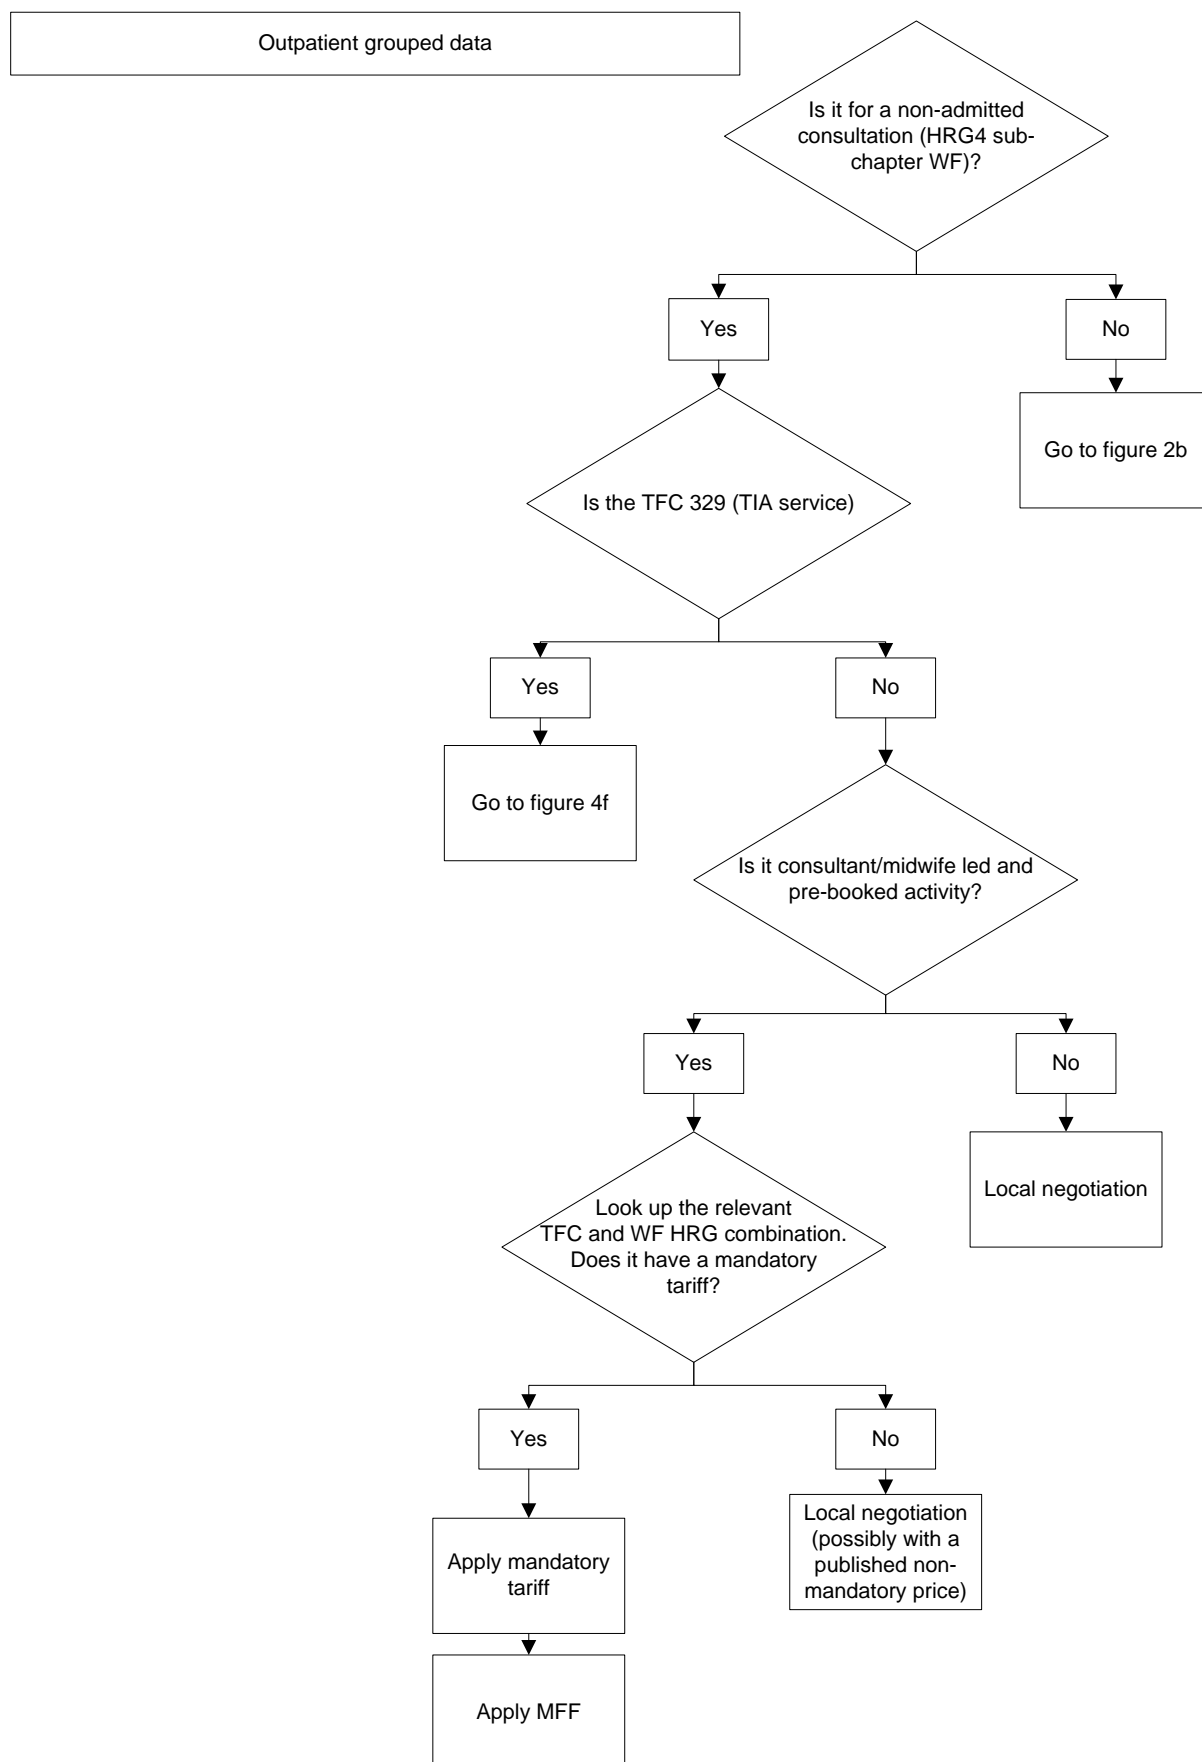 Outpatient grouped data
Is it for a non-admitted
consultation (HRG4 sub-
chapter WF)?
Yes
No
Go to figure 2b
Is the TFC 329 (TIA service)
Yes
No
Go to figure 4f
Is it consultant/midwife led and
pre-booked activity?
Yes
No
Local negotiation
Look up the relevant
TFC and WF HRG combination.
Does it have a mandatory
tariff?
Yes
No
Apply mandatory
tariff
Local negotiation
(possibly with a
published non-
mandatory price)
Apply MFF